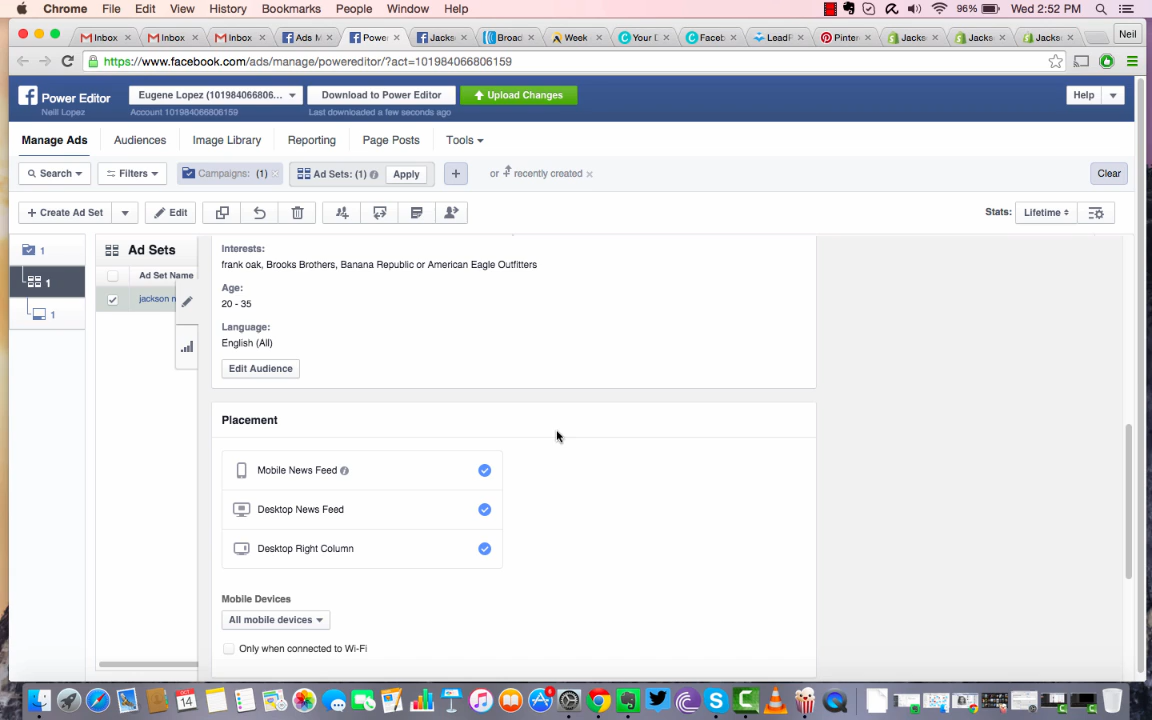 Chrome File Edit View History Bookmarks People Window Help 96% Wed 2:52 PM
Inbox Inbox Inbox Ads M Powe Jacks Broad Week Your D Faceb LeadP Pinter Jacks Jacks Jacks Neil
https://www.facebook.com/ads/manage/powereditor/?act=101984066806159
Power Editor Eugene Lopez (10198406680​6... Download to Power Editor Upload Changes Help
Neill Lopez Account 101984066806159 Last downloaded a few seconds ago
Manage Ads Audiences Image Library Reporting Page Posts Tools
Search Filters Campaigns: (1) Ad Sets: (1) Apply + or recently created Clear
+ Create Ad Set Edit Stats: Lifetime
1 Ad Sets
1 Ad Set Name
jackson n
1
Interests:
frank oak, Brooks Brothers, Banana Republic or American Eagle Outfitters
Age:
20 - 35
Language:
English (All)
Edit Audience
Placement
Mobile News Feed
Desktop News Feed
Desktop Right Column
Mobile Devices
All mobile devices
Only when connected to Wi-Fi